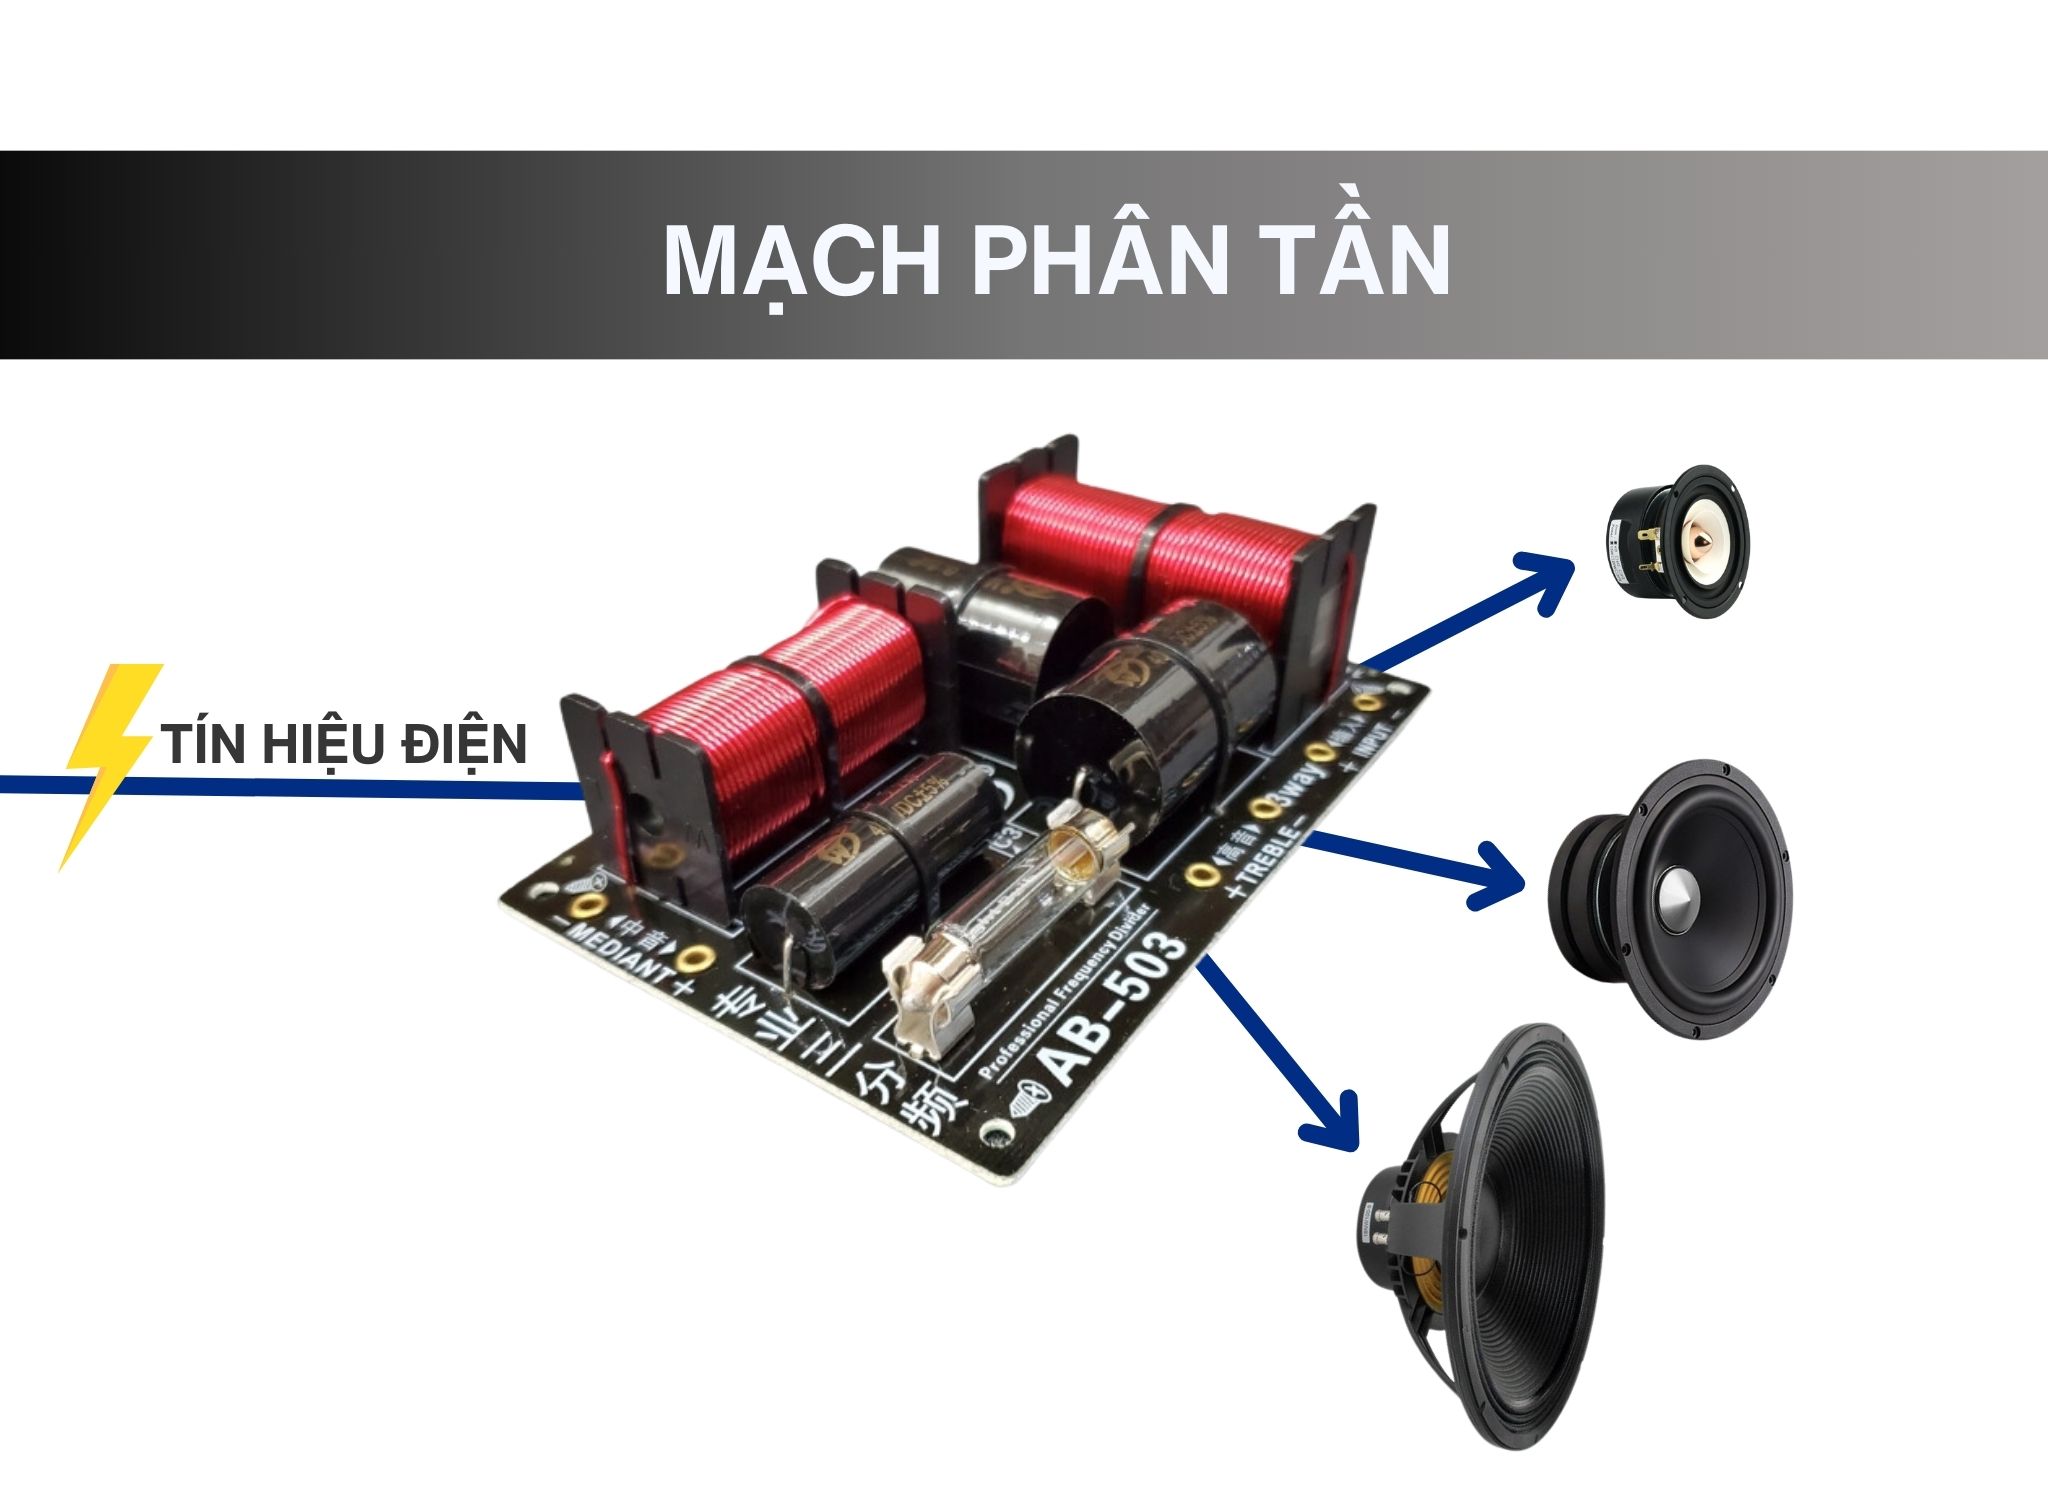 MẠCH PHÂN TẦN
TÍN HIỆU ĐIỆN
C3
◀输入▶
+ INPUT -
3way
◀高音▶
+TREBLE-
◀中音▶
-MEDIANT+
专业三分频
Professional Frequency Divider
AB-503